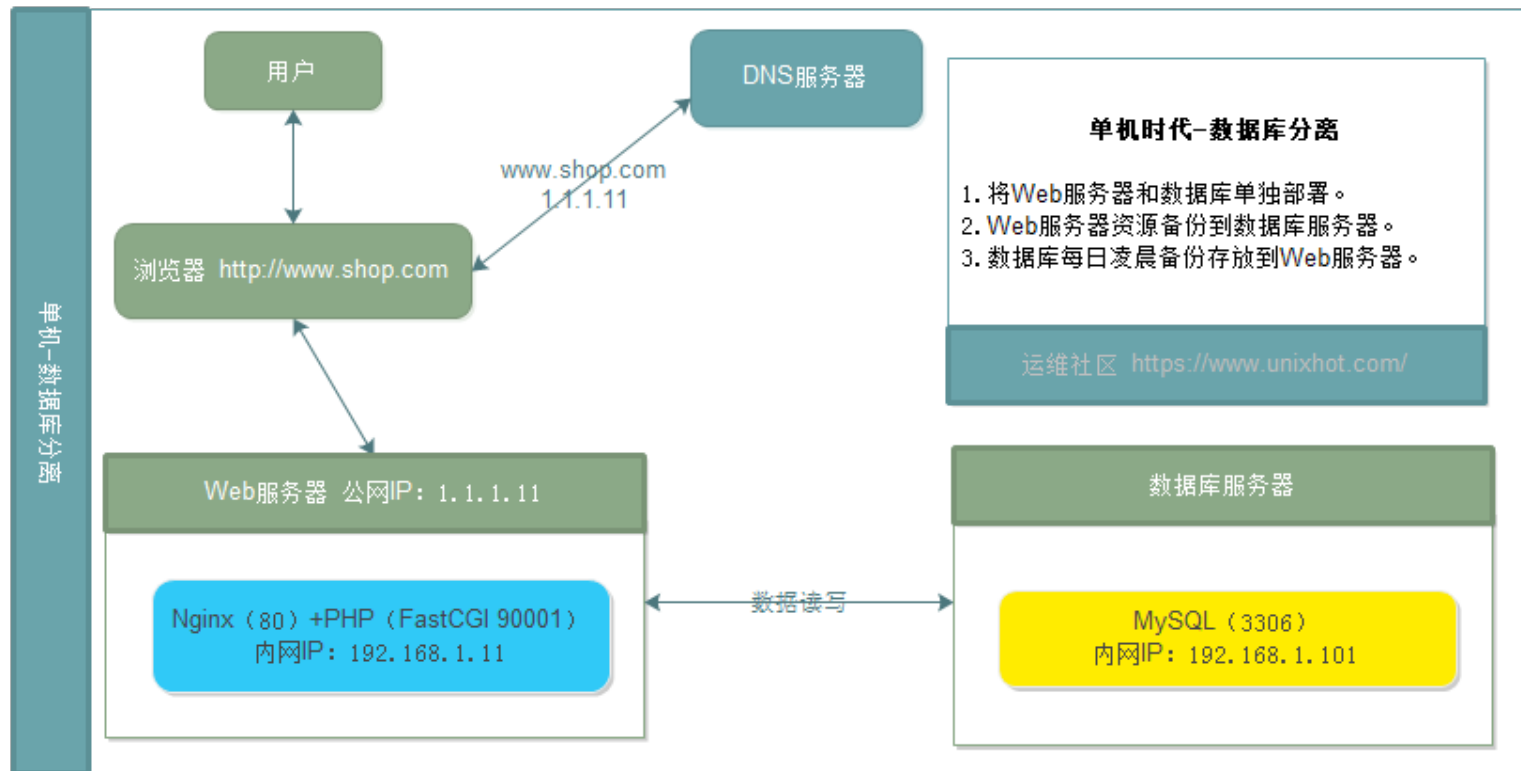 单机-数据库分离
用户
DNS服务器
www.shop.com
1.1.1.11
浏览器 http://www.shop.com
单机时代-数据库分离
1. 将Web服务器和数据库单独部署。
2. Web服务器资源备份到数据库服务器。
3. 数据库每日凌晨备份存放到Web服务器。
运维社区 https://www.unixhot.com/
Web服务器 公网IP：1.1.1.11
Nginx（80）+PHP（FastCGI 90001）
内网IP：192.168.1.11
数据读写
数据库服务器
MySQL（3306）
内网IP：192.168.1.101